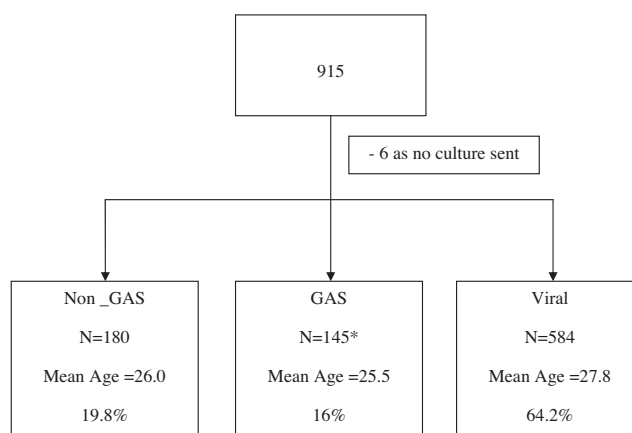 915
- 6 as no culture sent
Non _GAS
N=180
Mean Age =26.0
19.8%
GAS
N=145*
Mean Age =25.5
16%
Viral
N=584
Mean Age =27.8
64.2%